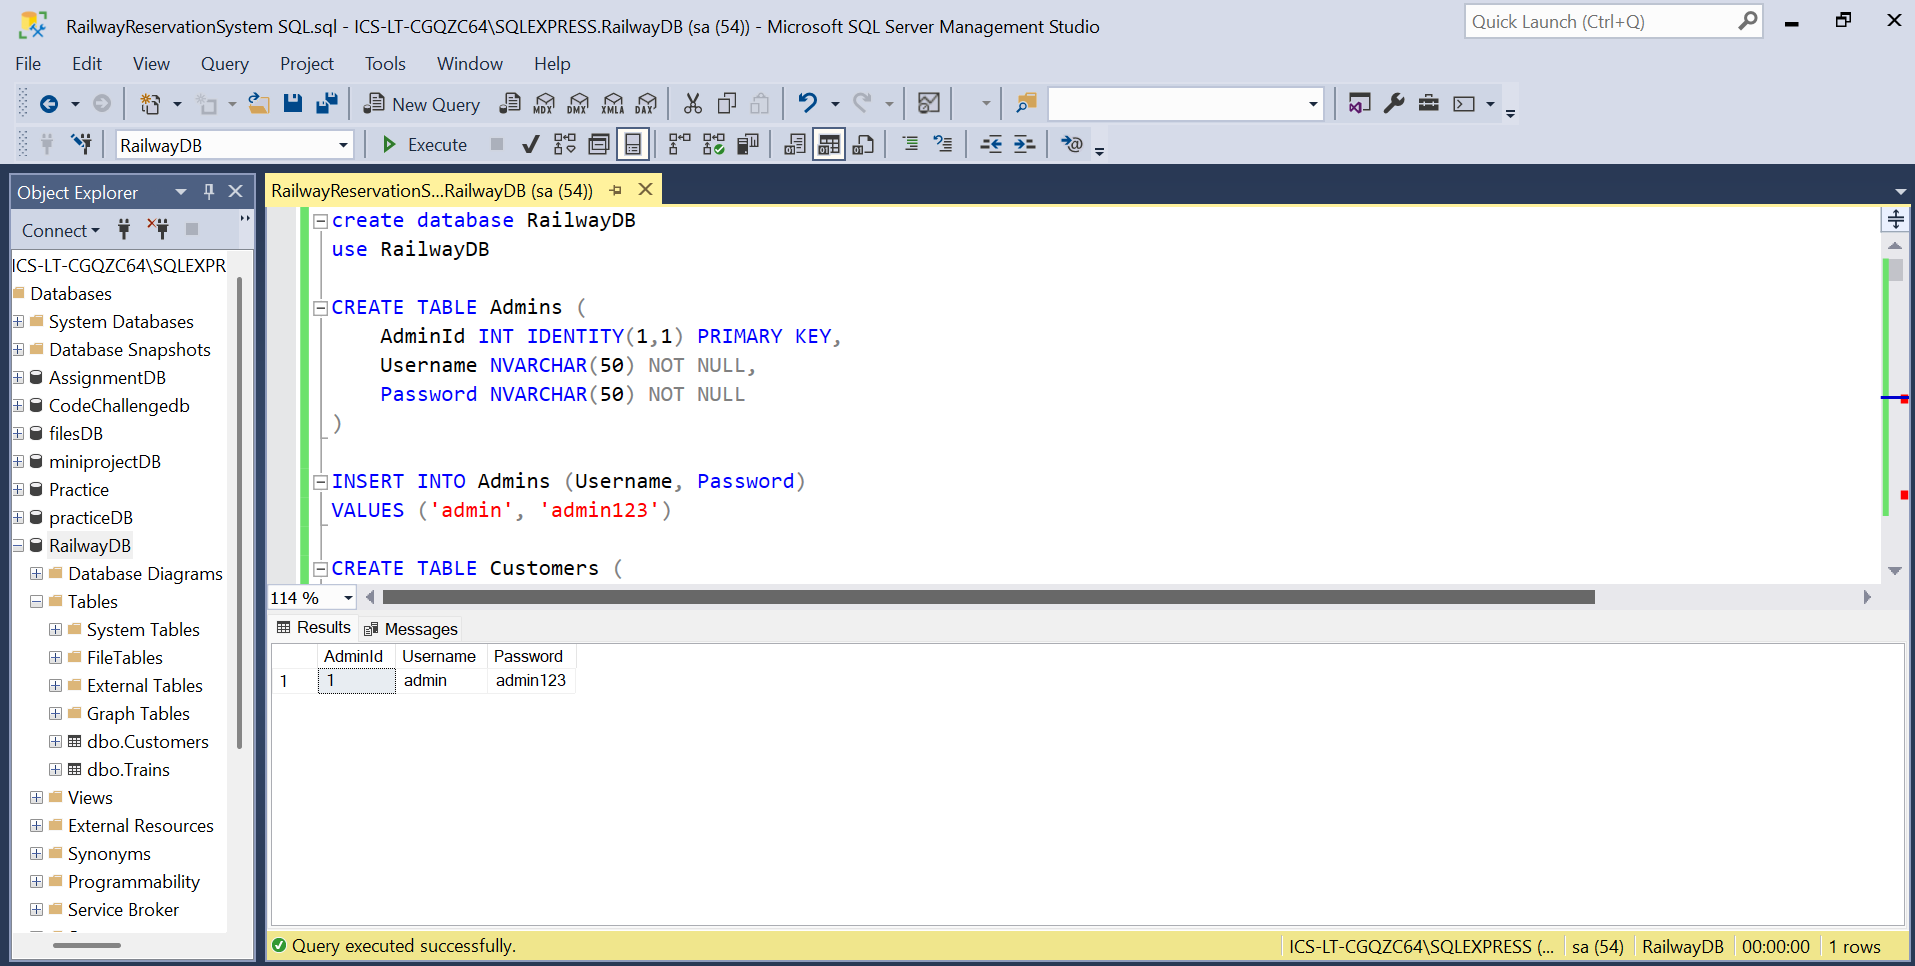 RailwayReservationSystem SQL.sql - ICS-LT-CGQZC64\SQLEXPRESS.RailwayDB (sa (54)) - Microsoft SQL Server Management Studio
Quick Launch (Ctrl+Q)
File Edit View Query Project Tools Window Help
New Query MDX DMX XMLA DAX
RailwayDB Execute
Object Explorer
Connect
ICS-LT-CGQZC64\SQLEXPR
Databases
System Databases
Database Snapshots
AssignmentDB
CodeChallengedb
filesDB
miniprojectDB
Practice
practiceDB
RailwayDB
Database Diagrams
Tables
System Tables
FileTables
External Tables
Graph Tables
dbo.Customers
dbo.Trains
Views
External Resources
Synonyms
Programmability
Service Broker
RailwayReservationS...RailwayDB (sa (54))
create database RailwayDB
use RailwayDB
CREATE TABLE Admins (
AdminId INT IDENTITY(1,1) PRIMARY KEY,
Username NVARCHAR(50) NOT NULL,
Password NVARCHAR(50) NOT NULL
)
INSERT INTO Admins (Username, Password)
VALUES ('admin', 'admin123')
CREATE TABLE Customers (
114 %
Results Messages
AdminId Username Password
1 1 admin admin123
Query executed successfully.
ICS-LT-CGQZC64\SQLEXPRESS (... sa (54) RailwayDB 00:00:00 1 rows